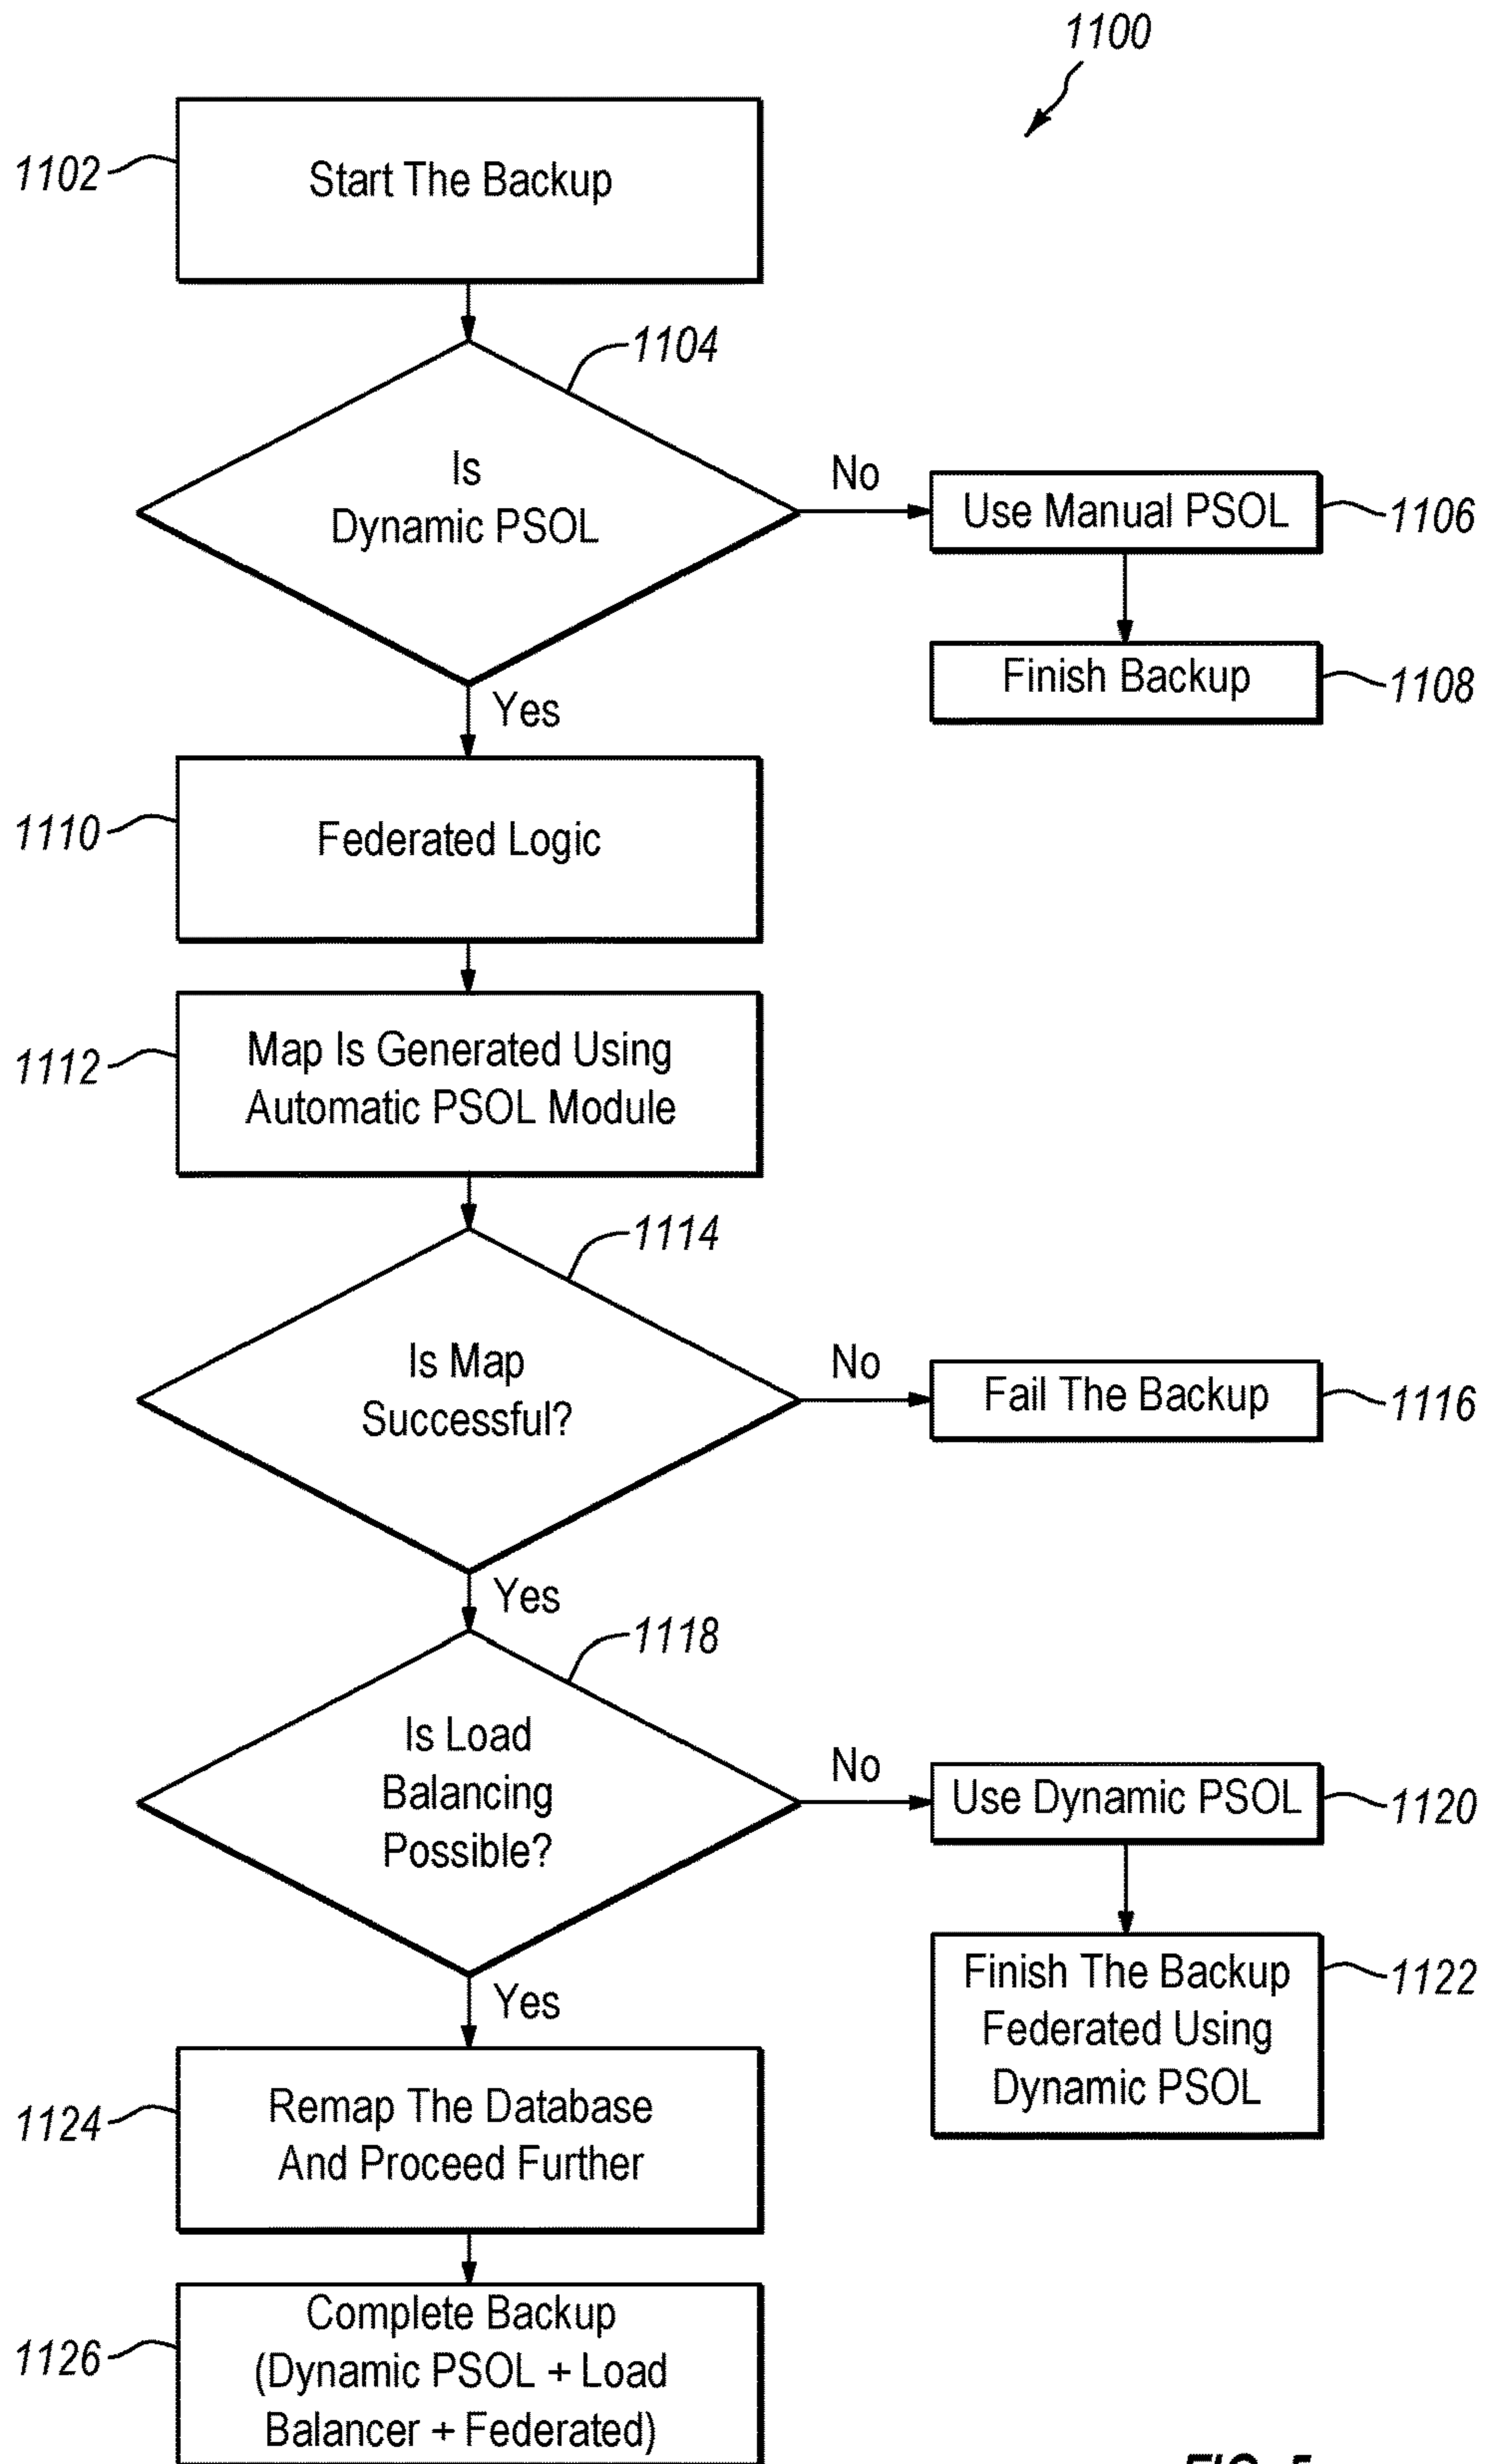 1100
1102
Start The Backup
1104
Is
Dynamic PSOL
No
Use Manual PSOL
1106
Finish Backup
1108
Yes
1110
Federated Logic
1112
Map Is Generated Using
Automatic PSOL Module
1114
Is Map
Successful?
No
Fail The Backup
1116
Yes
1118
Is Load
Balancing
Possible?
No
Use Dynamic PSOL
1120
Finish The Backup
Federated Using
Dynamic PSOL
1122
Yes
1124
Remap The Database
And Proceed Further
1126
Complete Backup
(Dynamic PSOL + Load
Balancer + Federated)